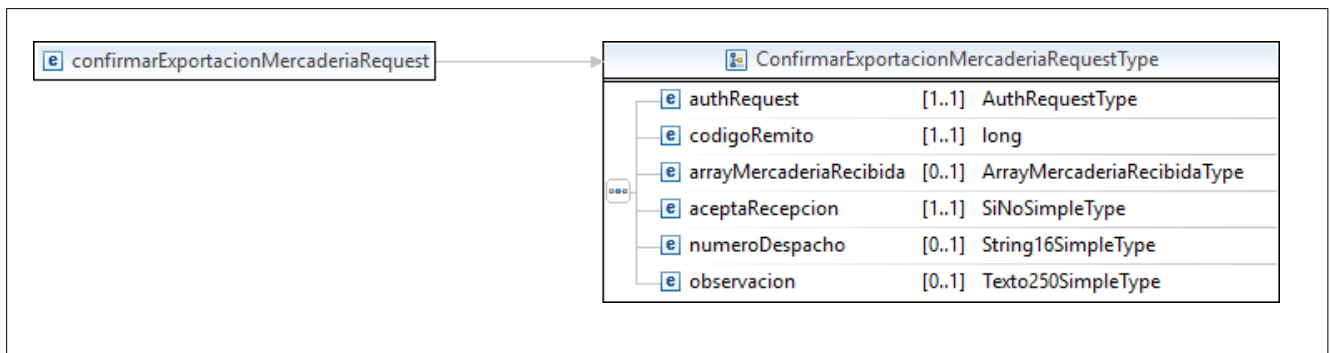 e confirmarExportacionMercaderiaRequest
ConfirmarExportacionMercaderiaRequestType
e authRequest [1..1] AuthRequestType
e codigoRemito [1..1] long
e arrayMercaderiaRecibida [0..1] ArrayMercaderiaRecibidaType
e aceptaRecepcion [1..1] SiNoSimpleType
e numeroDespacho [0..1] String16SimpleType
e observacion [0..1] Texto250SimpleType